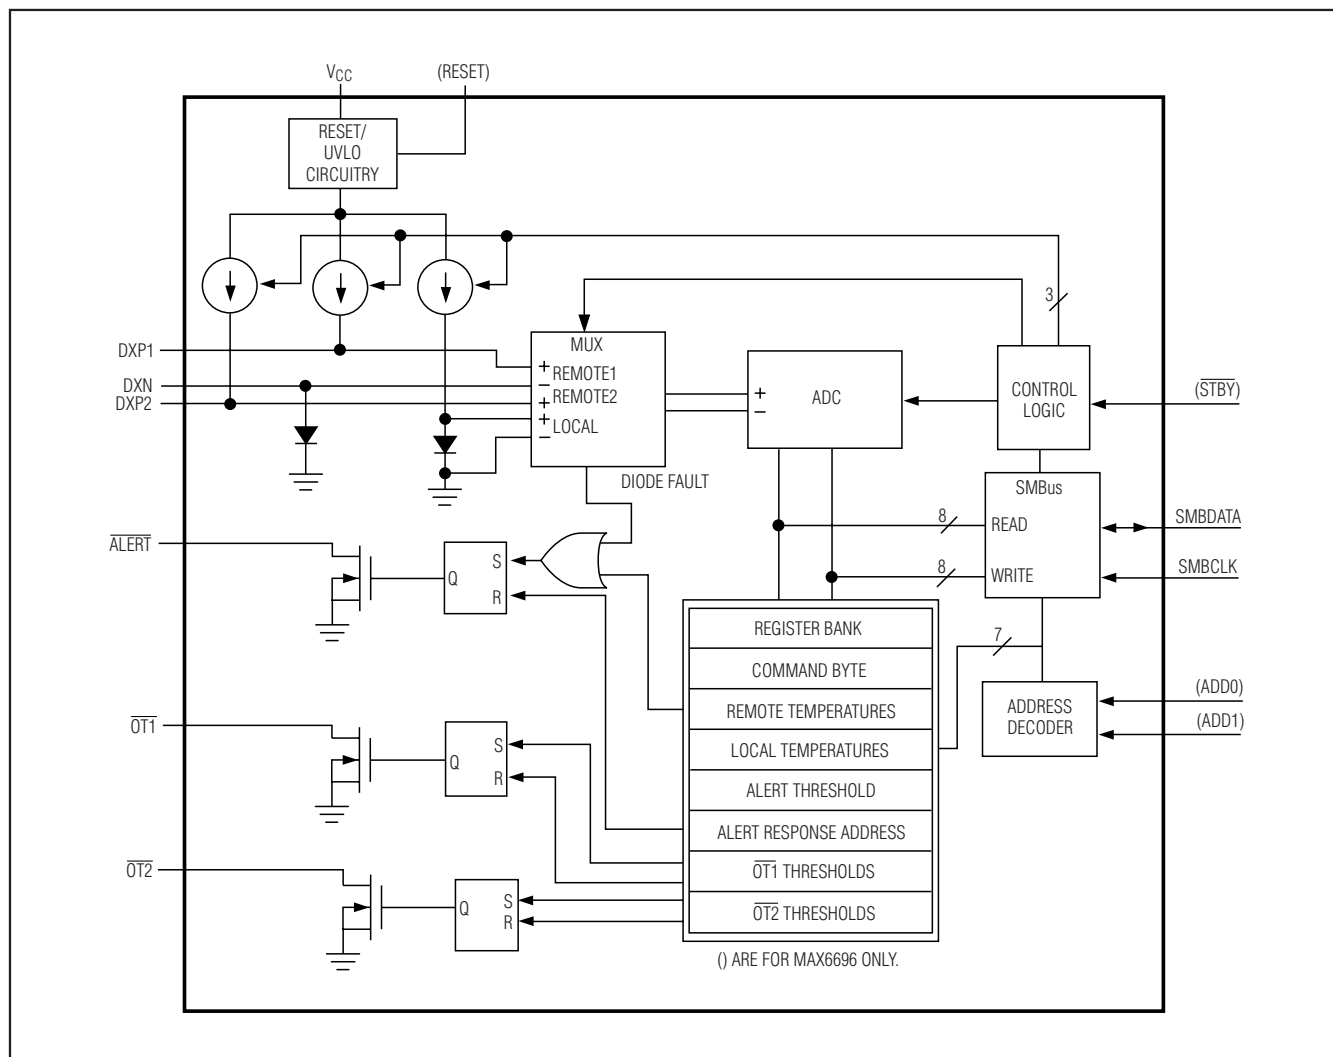 VCC
(RESET)
RESET/
UVLO
CIRCUITRY
3
DXP1
DXN
DXP2
MUX
+
REMOTE1
−
REMOTE2
+
+
LOCAL
−
DIODE FAULT
+
−
ADC
CONTROL
LOGIC
(STBY)
SMBus
8
READ
SMBDATA
8
WRITE
SMBCLK
ALERT
Q
S
R
7
REGISTER BANK
COMMAND BYTE
REMOTE TEMPERATURES
LOCAL TEMPERATURES
ALERT THRESHOLD
ALERT RESPONSE ADDRESS
OT1 THRESHOLDS
OT2 THRESHOLDS
ADDRESS
DECODER
(ADD0)
(ADD1)
OT1
Q
S
R
OT2
Q
S
R
() ARE FOR MAX6696 ONLY.